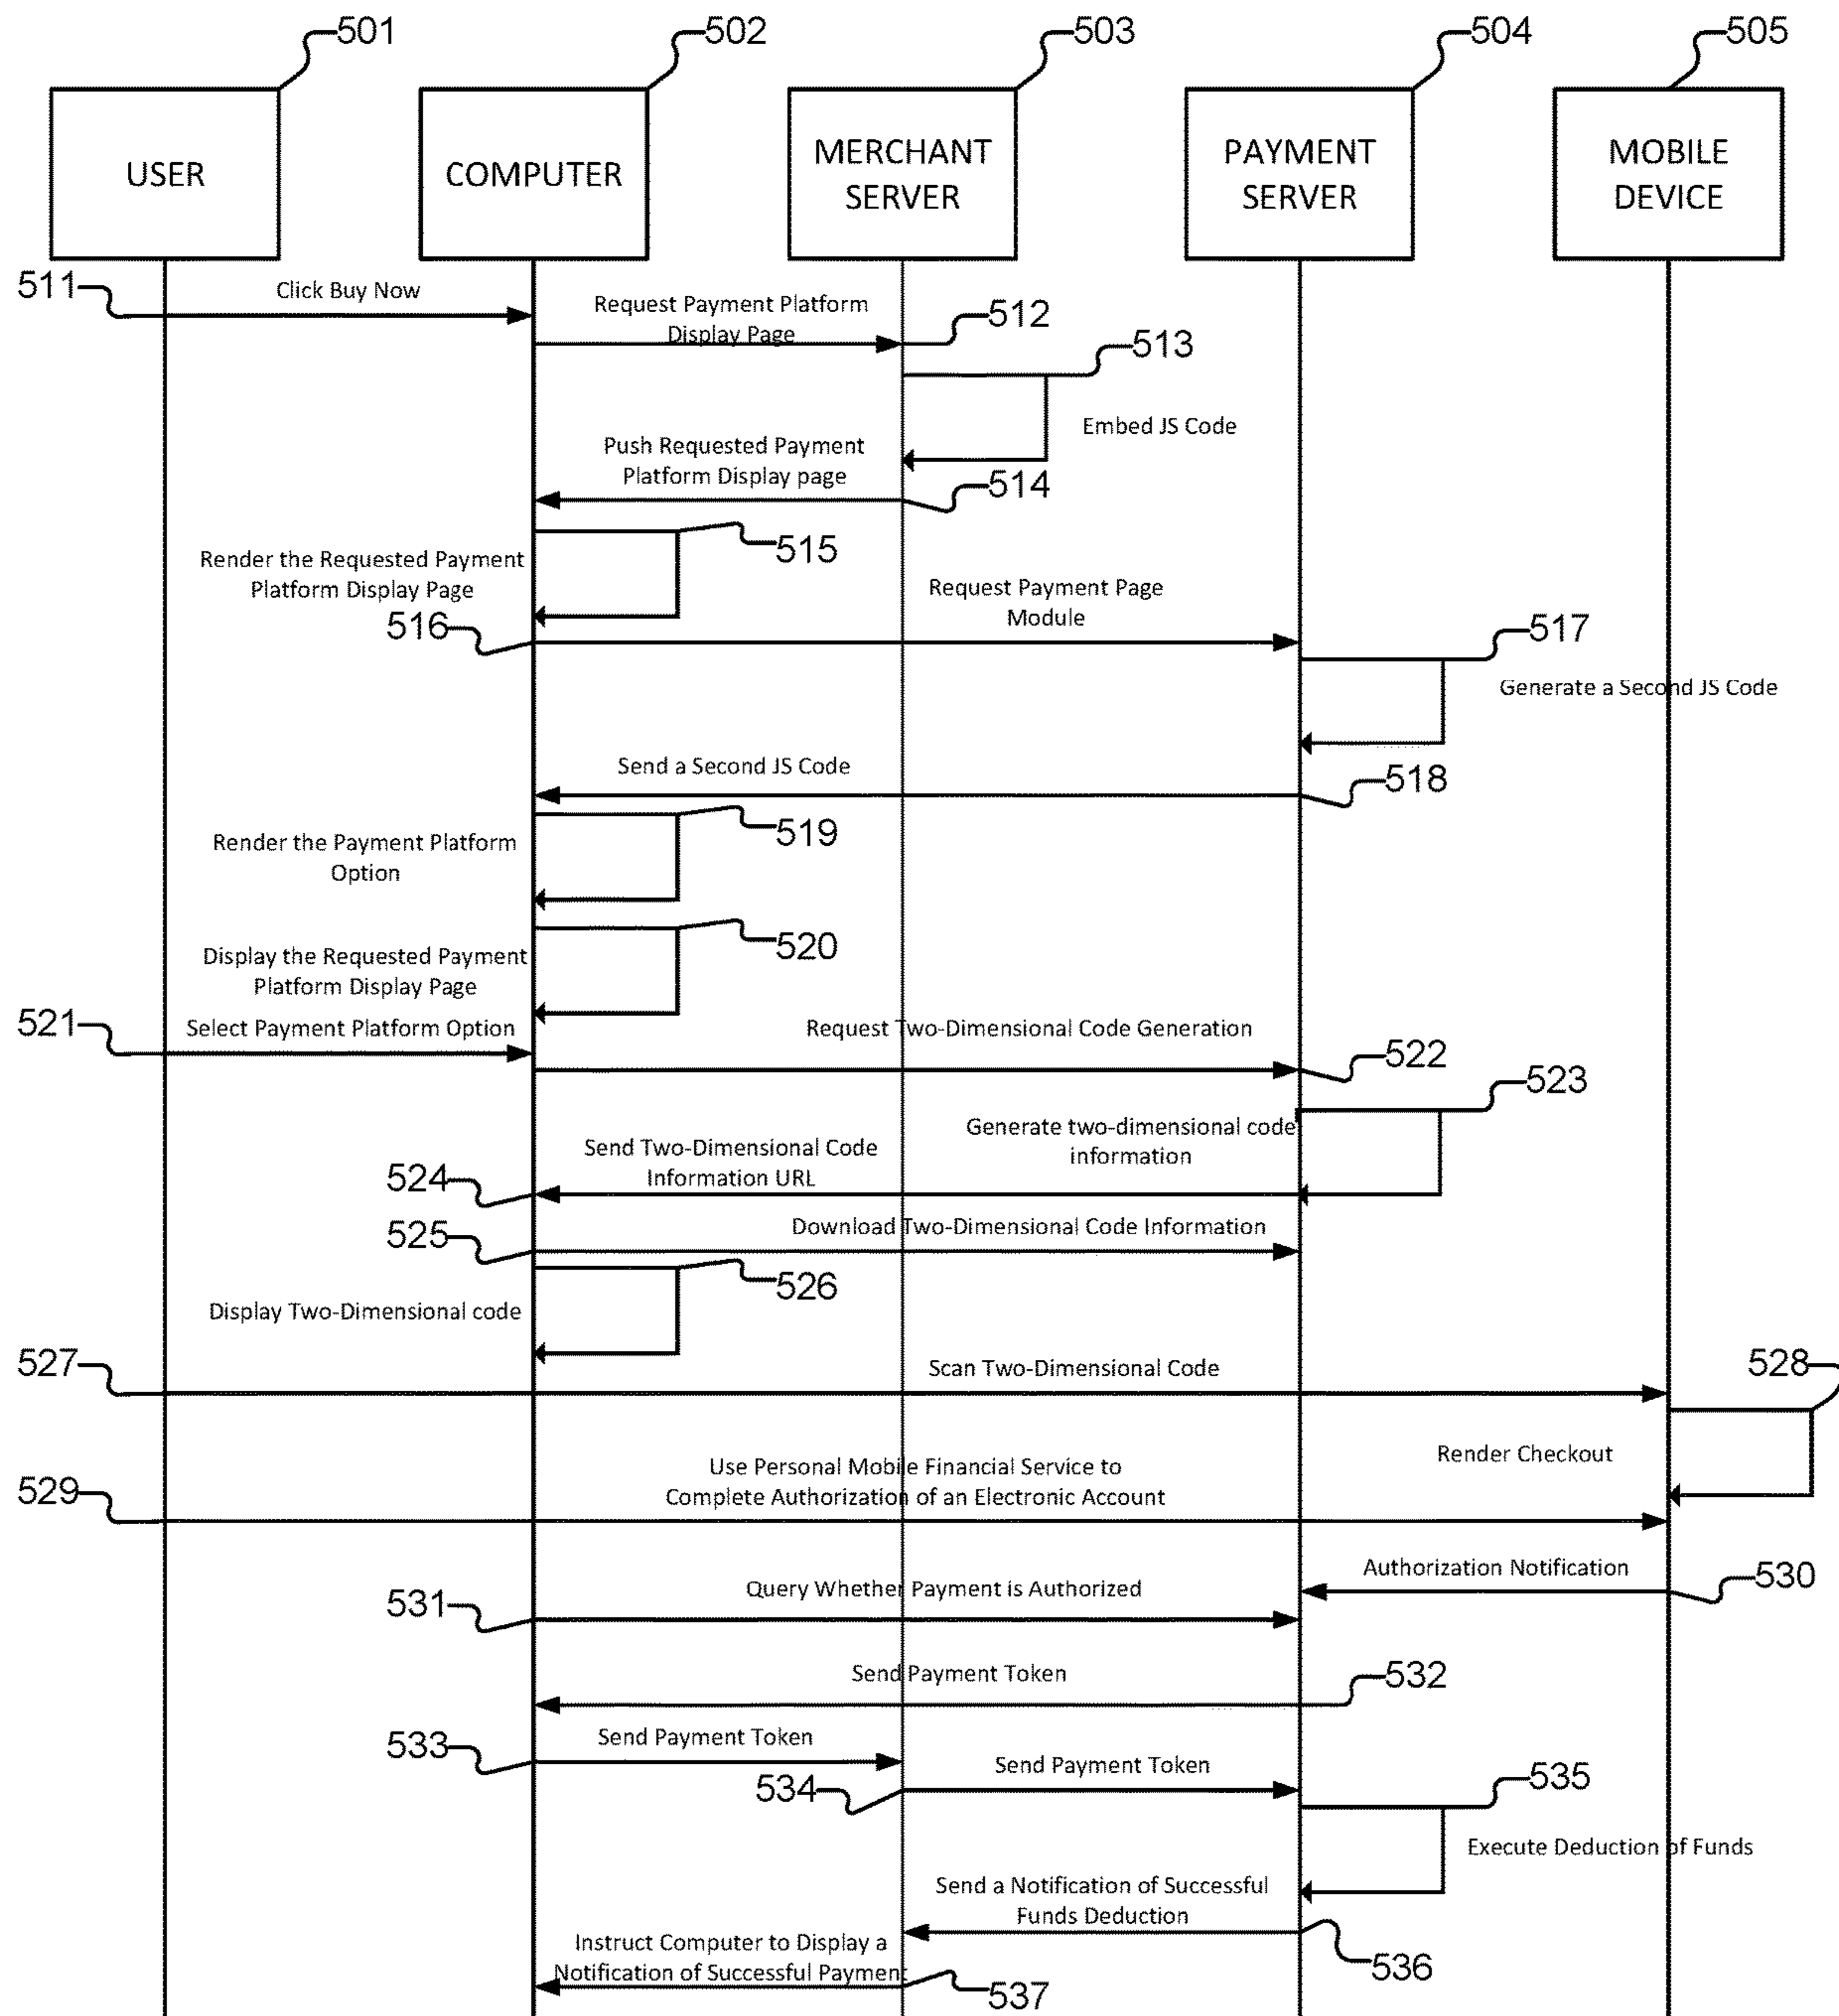 501
502
503
504
505
USER
COMPUTER
MERCHANT
SERVER
PAYMENT
SERVER
MOBILE
DEVICE
511
Click Buy Now
Request Payment Platform
Display Page
512
513
Embed JS Code
Push Requested Payment
Platform Display page
514
515
Render the Requested Payment
Platform Display Page
516
Request Payment Page
Module
517
Generate a Second JS Code
Send a Second JS Code
518
519
Render the Payment Platform
Option
520
Display the Requested Payment
Platform Display Page
521
Select Payment Platform Option
Request Two-Dimensional Code Generation
522
523
Generate two-dimensional code
information
Send Two-Dimensional Code
Information URL
524
525
Download Two-Dimensional Code Information
526
Display Two-Dimensional code
527
Scan Two-Dimensional Code
528
Render Checkout
529
Use Personal Mobile Financial Service to
Complete Authorization of an Electronic Account
Authorization Notification
530
531
Query Whether Payment is Authorized
Send Payment Token
532
533
Send Payment Token
534
Send Payment Token
535
Execute Deduction of Funds
Send a Notification of Successful
Funds Deduction
536
Instruct Computer to Display a
Notification of Successful Payment
537